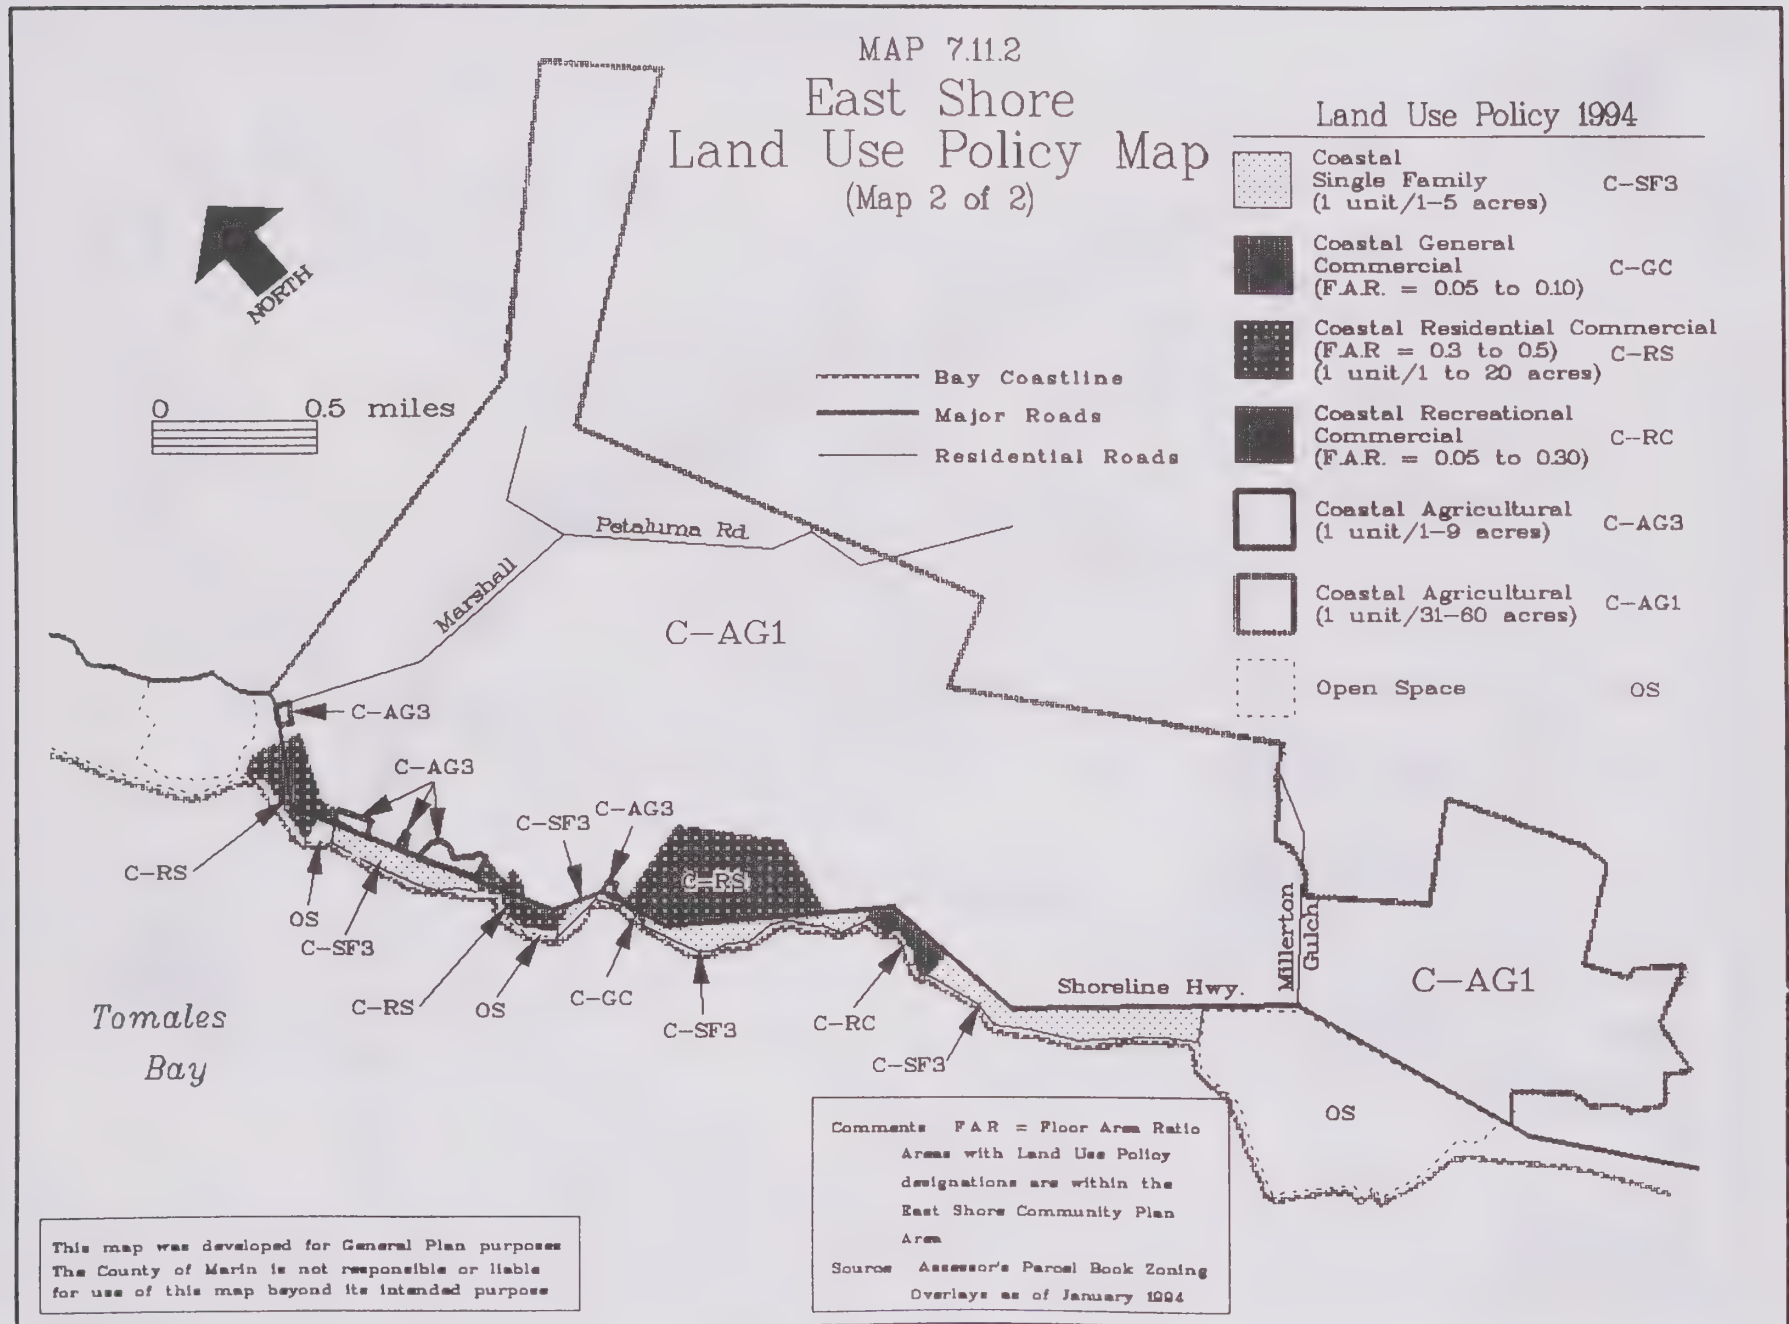 MAP 7.11.2
East Shore
Land Use Policy Map
(Map 2 of 2)
Land Use Policy 1994
Coastal
Single Family
(1 unit/1-5 acres)
C-SF3
Coastal General
Commercial
(F.A.R. = 0.05 to 0.10)
C-GC
Coastal Residential Commercial
(F.A.R = 0.3 to 0.5)
(1 unit/1 to 20 acres)
C-RS
Coastal Recreational
Commercial
(F.A.R. = 0.05 to 0.30)
C-RC
Coastal Agricultural
(1 unit/1-9 acres)
C-AG3
Coastal Agricultural
(1 unit/31-60 acres)
C-AG1
Open Space
OS
NORTH
0 0.5 miles
Bay Coastline
Major Roads
Residential Roads
Petaluma Rd.
Marshall
C-AG1
C-AG3
C-AG3
C-SF3
C-AG3
C-RS
C-RS
OS
C-SF3
C-RS
OS
C-GC
C-SF3
C-RC
C-SF3
Shoreline Hwy.
Millerton
Gulch
C-AG1
OS
Tomales
Bay
Comments F A R = Floor Area Ratio
Areas with Land Use Policy
designations are within the
East Shore Community Plan
Area
Source Assessor's Parcel Book Zoning
Overlays as of January 1994
This map was developed for General Plan purposes
The County of Marin is not responsible or liable
for use of this map beyond its intended purpose